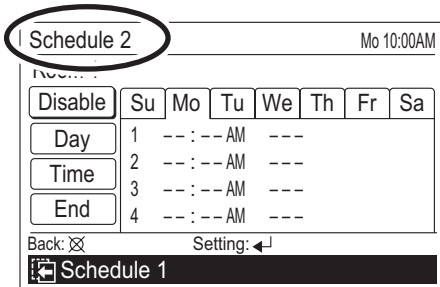 Schedule 2 Mo 10:00AM
Disable Su Mo Tu We Th Fr Sa
Day 1 --:--AM ---
Time 2 --:--AM ---
3 --:--AM ---
End 4 --:--AM ---
Back: Setting:
Schedule 1